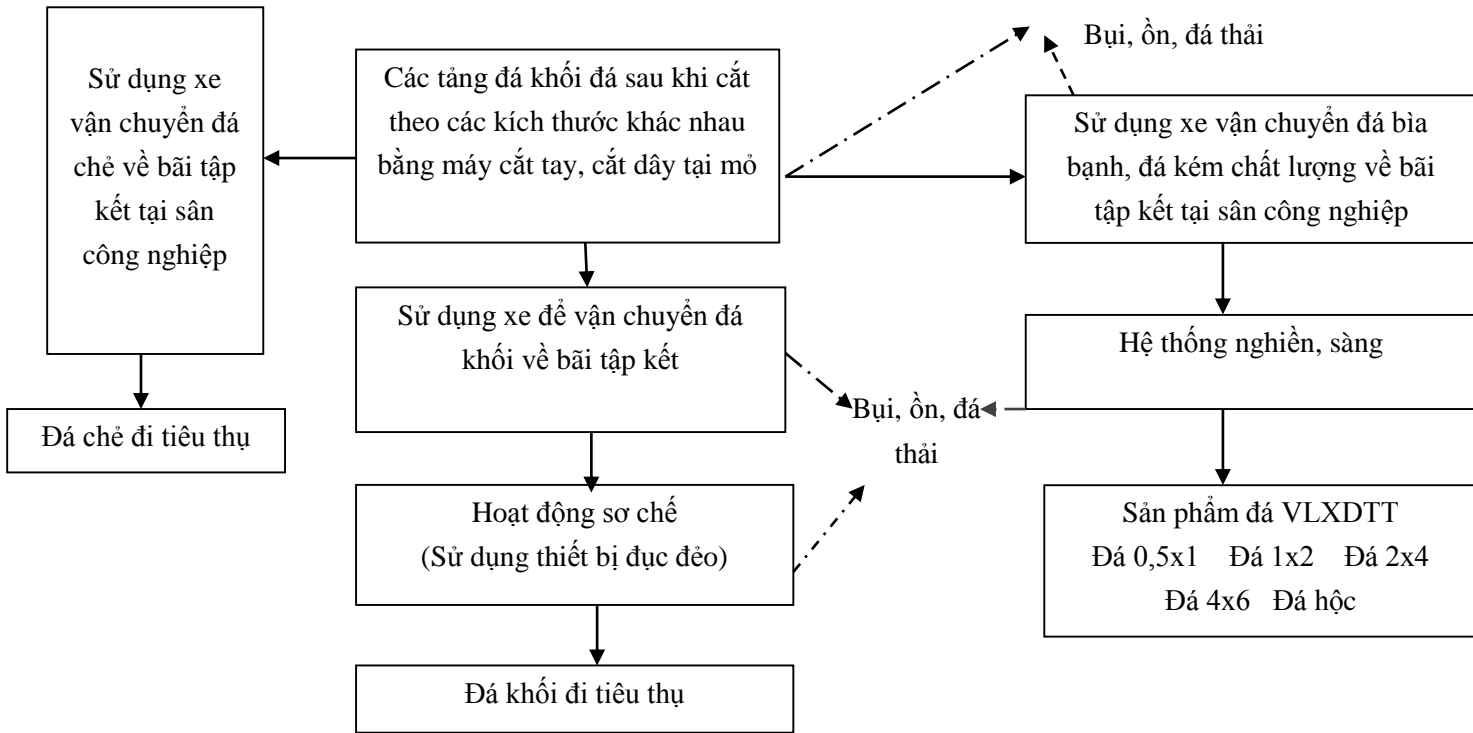 Sử dụng xe
vận chuyển đá
chẻ về bãi tập
kết tại sân
công nghiệp
Đá chẻ đi tiêu thụ
Các tảng đá khối đá sau khi cắt
theo các kích thước khác nhau
bằng máy cắt tay, cắt dây tại mỏ
Sử dụng xe để vận chuyển đá
khối về bãi tập kết
Hoạt động sơ chế
(Sử dụng thiết bị đục đẻo)
Đá khối đi tiêu thụ
Bụi, ồn, đá thải
Bụi, ồn, đá
thải
Sử dụng xe vận chuyển đá bìa
bạnh, đá kém chất lượng về bãi
tập kết tại sân công nghiệp
Hệ thống nghiền, sàng
Sản phẩm đá VLXDTT
Đá 0,5x1 Đá 1x2 Đá 2x4
Đá 4x6 Đá hộc